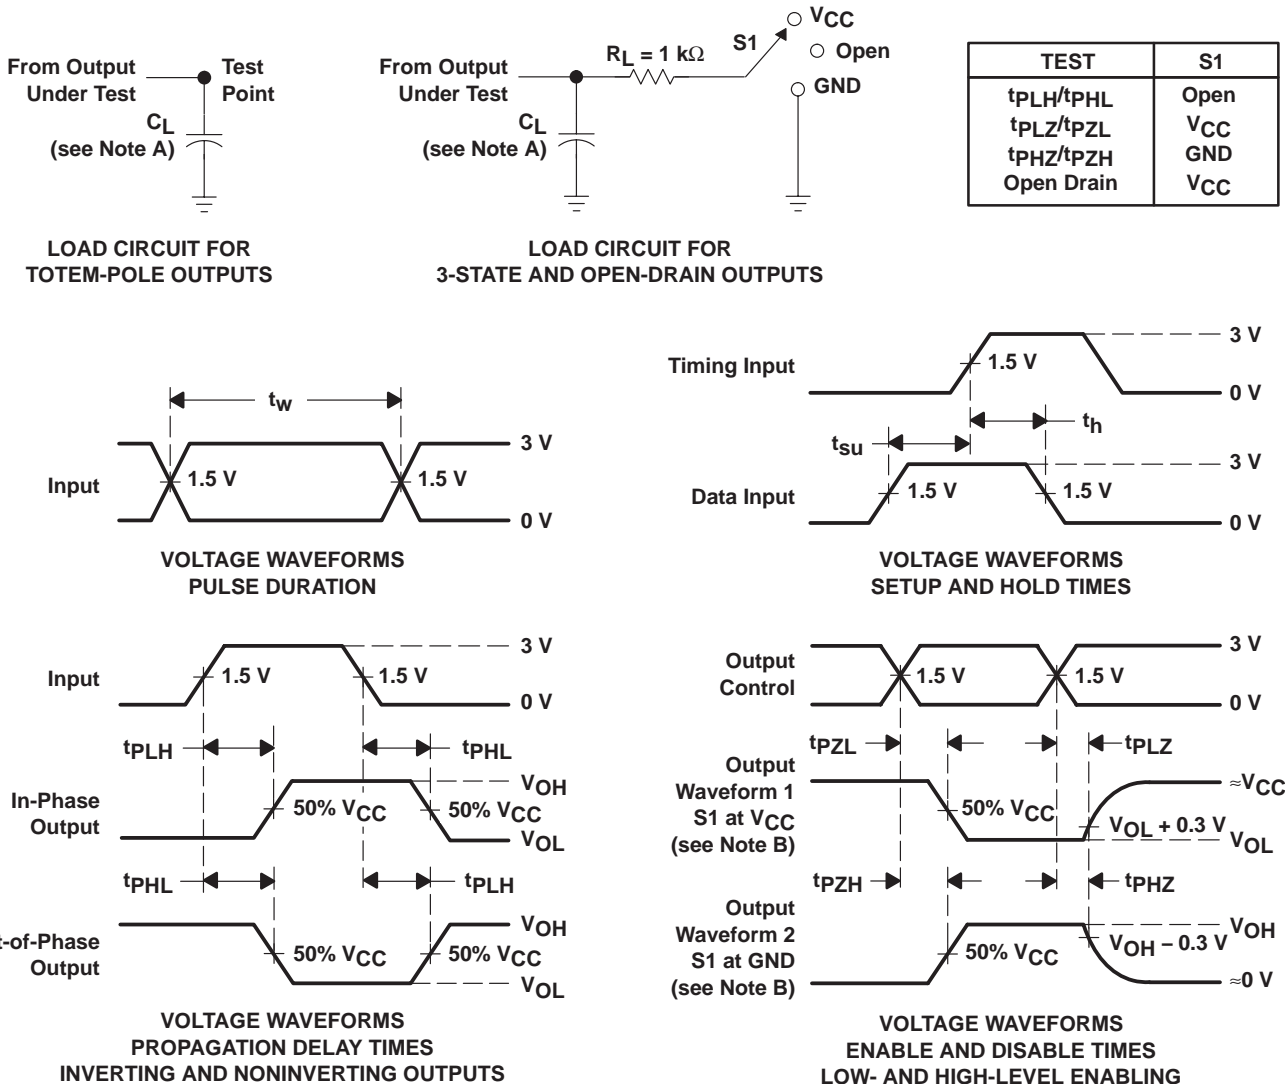 From Output
Under Test
Test
Point
CL
(see Note A)
LOAD CIRCUIT FOR
TOTEM-POLE OUTPUTS
From Output
Under Test
RL = 1 kΩ
S1
VCC
Open
GND
CL
(see Note A)
LOAD CIRCUIT FOR
3-STATE AND OPEN-DRAIN OUTPUTS
TEST S1
tPLH/tPHL Open
tPLZ/tPZL VCC
tPHZ/tPZH GND
Open Drain VCC
tw
Input
1.5 V
1.5 V
3 V
0 V
VOLTAGE WAVEFORMS
PULSE DURATION
Timing Input
1.5 V
3 V
0 V
tsu
th
Data Input
1.5 V
1.5 V
3 V
0 V
VOLTAGE WAVEFORMS
SETUP AND HOLD TIMES
Input
1.5 V
1.5 V
3 V
0 V
tPLH
tPHL
In-Phase
Output
50% VCC
50% VCC
VOH
VOL
tPHL
tPLH
t-of-Phase
Output
50% VCC
50% VCC
VOH
VOL
VOLTAGE WAVEFORMS
PROPAGATION DELAY TIMES
INVERTING AND NONINVERTING OUTPUTS
Output
Control
1.5 V
1.5 V
3 V
0 V
tPZL
tPLZ
Output
Waveform 1
S1 at VCC
(see Note B)
50% VCC
VOL + 0.3 V
≈VCC
VOL
tPZH
tPHZ
Output
Waveform 2
S1 at GND
(see Note B)
50% VCC
VOH − 0.3 V
VOH
≈0 V
VOLTAGE WAVEFORMS
ENABLE AND DISABLE TIMES
LOW- AND HIGH-LEVEL ENABLING